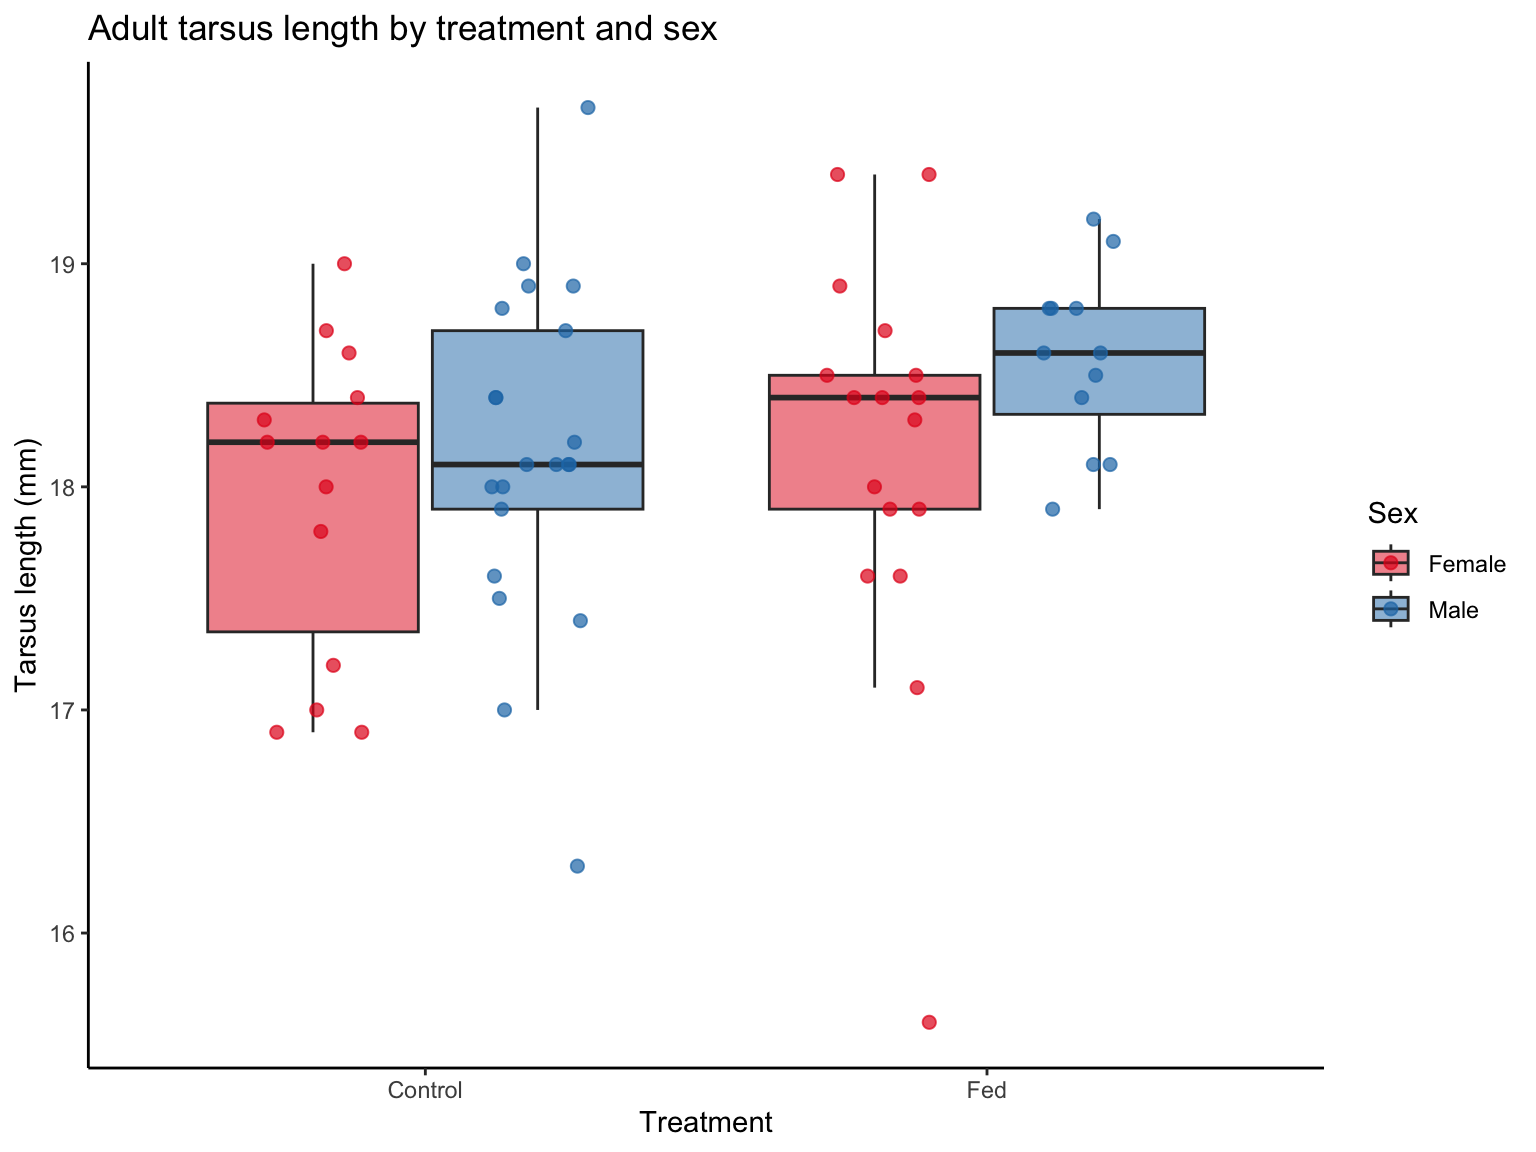 Adult tarsus length by treatment and sex
Tarsus length (mm)
19
18
17
16
Control
Fed
Treatment
Sex
Female
Male